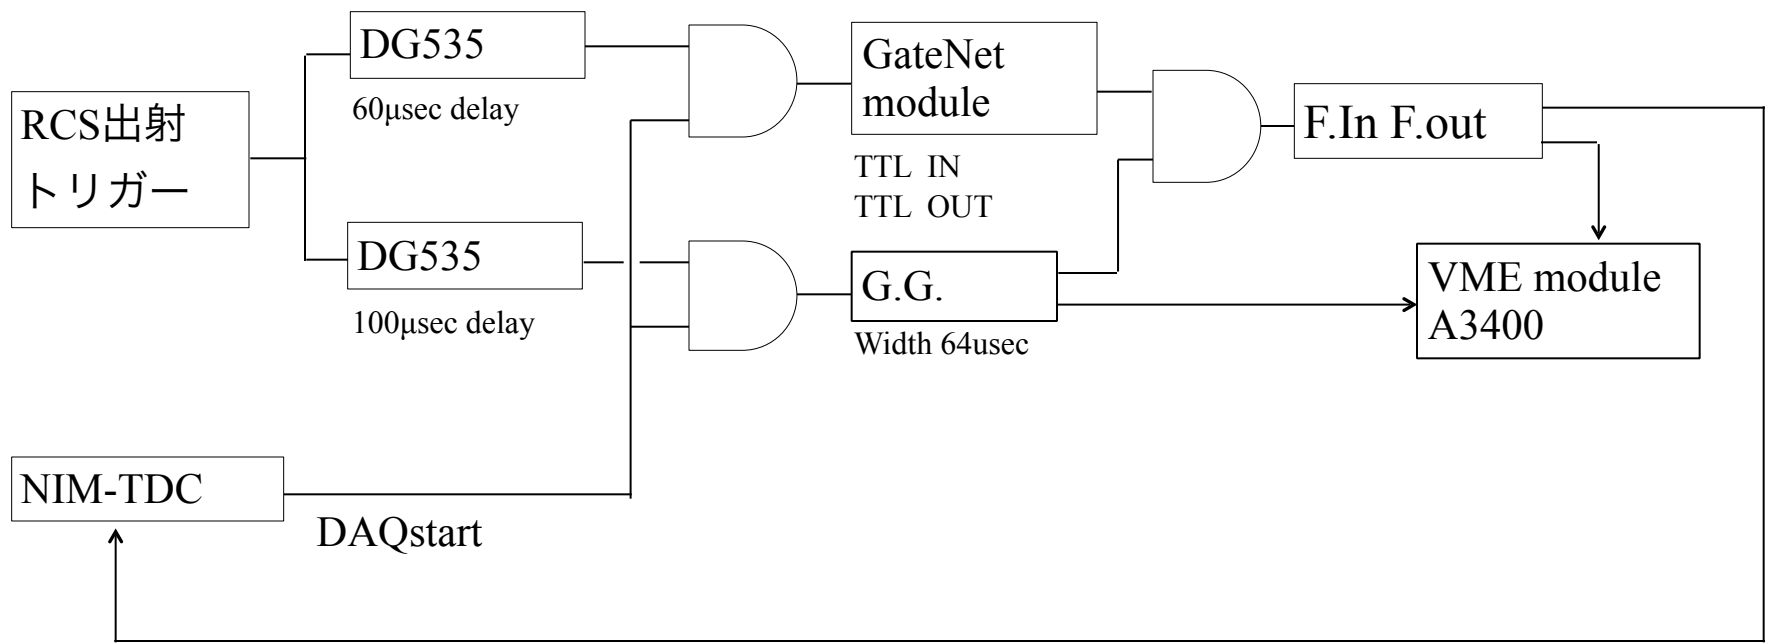 DG535
60μsec delay
RCS出射
トリガー
DG535
100μsec delay
GateNet
module
TTL IN
TTL OUT
G.G.
Width 64usec
F.In F.out
VME module
A3400
NIM-TDC
DAQstart